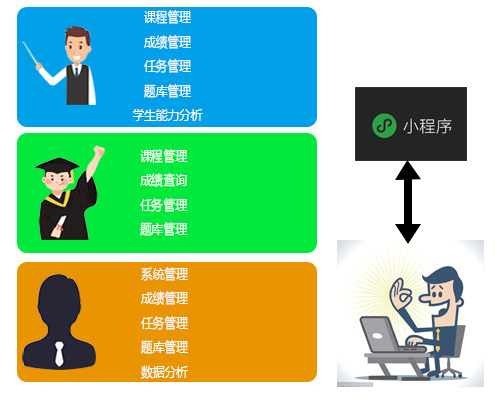 课程管理
成绩管理
任务管理
题库管理
学生能力分析
课程管理
成绩查询
任务管理
题库管理
系统管理
成绩管理
任务管理
题库管理
数据分析
小程序